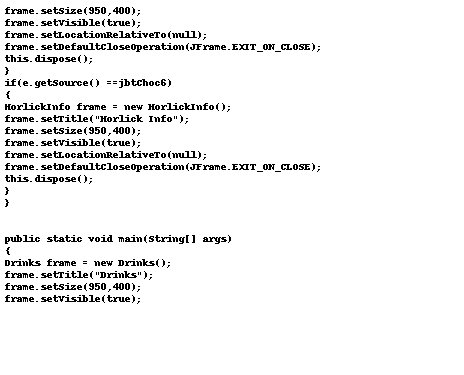 frame.setSize(950,400);
frame.setVisible(true);
frame.setLocationRelativeTo(null);
frame.setDefaultCloseOperation(JFrame.EXIT_ON_CLOSE);
this.dispose();
}
if(e.getSource() ==jbtChoc6)
{
HorlickInfo frame = new HorlickInfo();
frame.setTitle("Horlick Info");
frame.setSize(950,400);
frame.setVisible(true);
frame.setLocationRelativeTo(null);
frame.setDefaultCloseOperation(JFrame.EXIT_ON_CLOSE);
this.dispose();
}
}
public static void main(String[] args)
{
Drinks frame = new Drinks();
frame.setTitle("Drinks");
frame.setSize(950,400);
frame.setVisible(true);